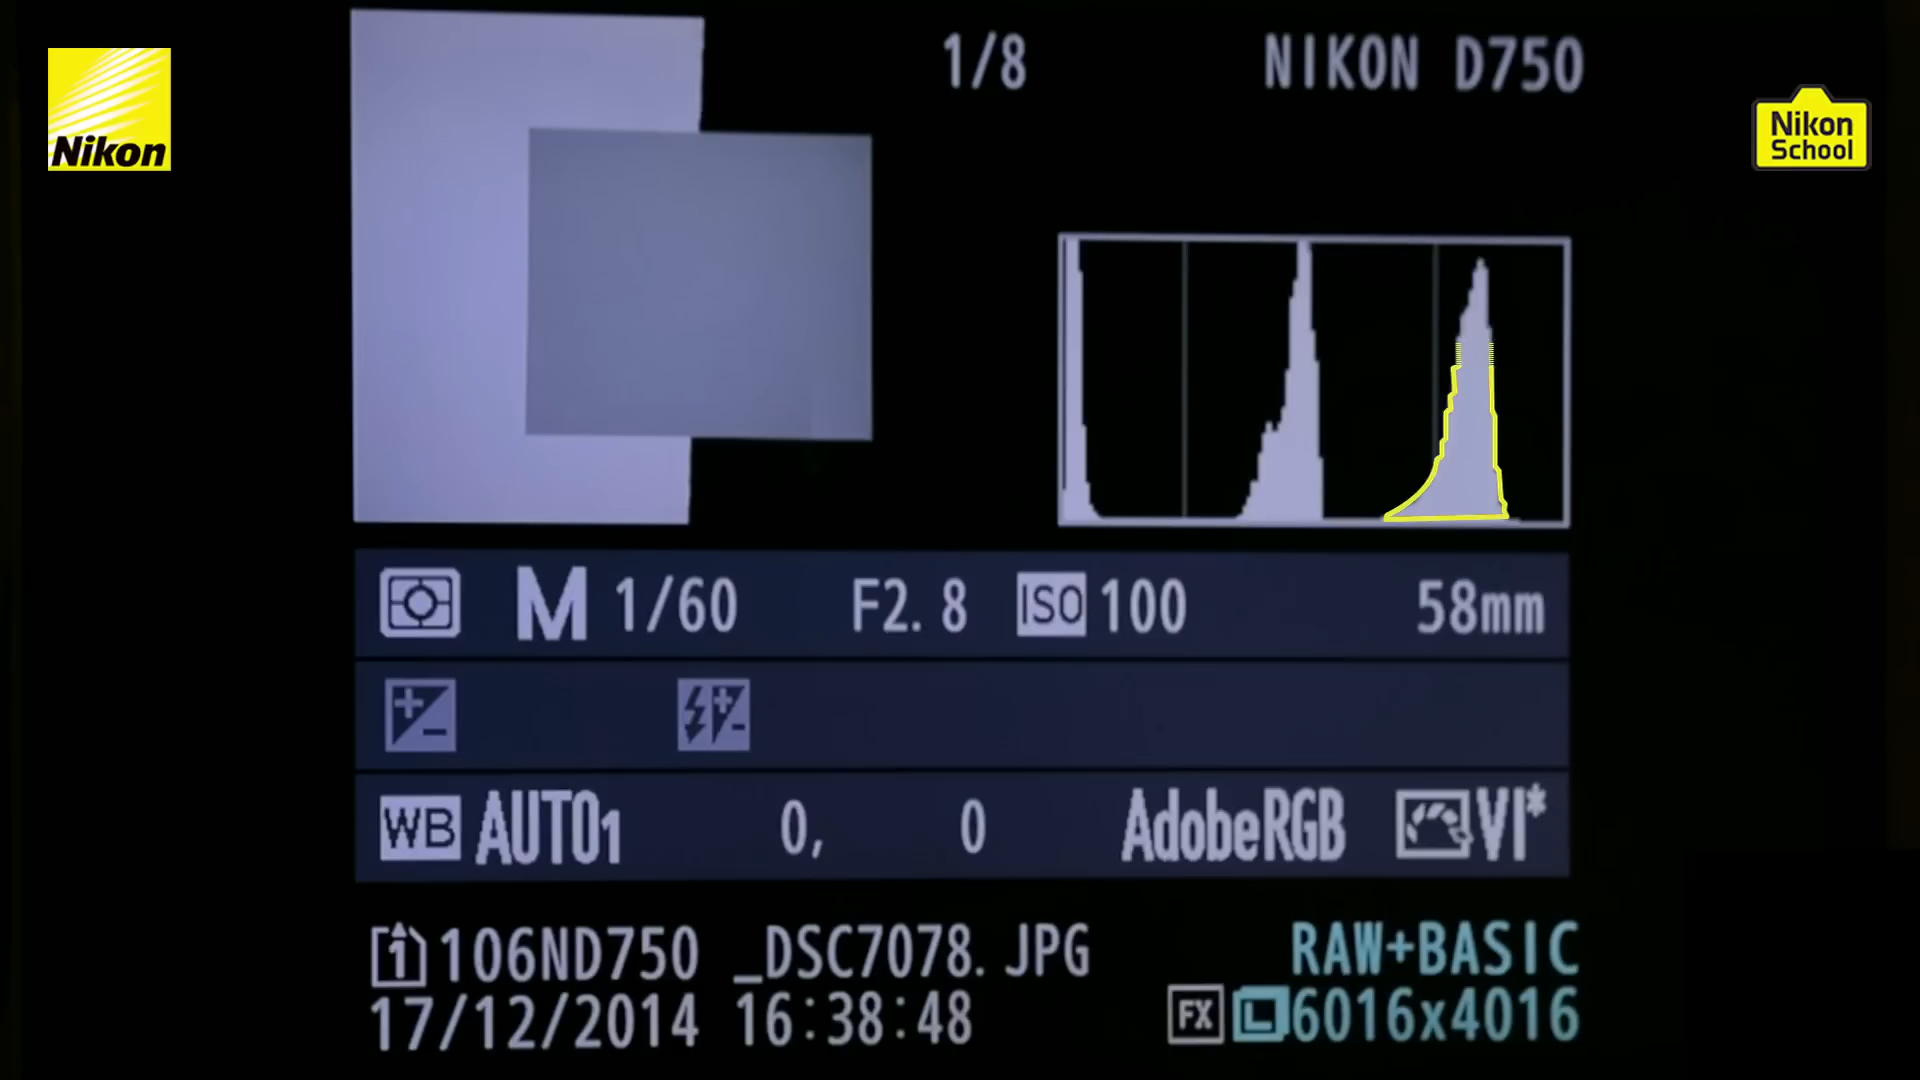 Nikon
1/8
NIKON D750
Nikon
School
M 1/60 F2.8 ISO 100 58mm
WB AUTO1 0, 0 AdobeRGB VI*
1 106ND750 _DSC7078.JPG RAW+BASIC
17/12/2014 16:38:48 FX L 6016x4016